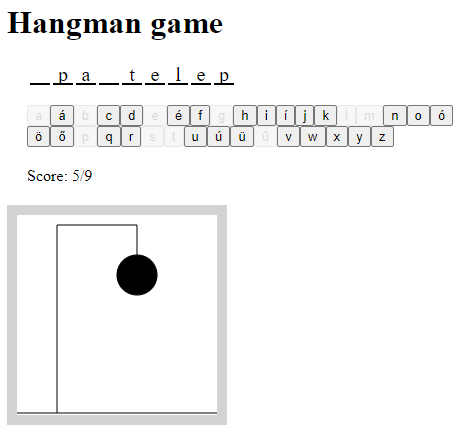 Hangman game
_ p a _ t e l e p
a á b c d e é f g h i í j k l m n o ó
ö ő p q r s t u ú ü ű v w x y z
Score: 5/9